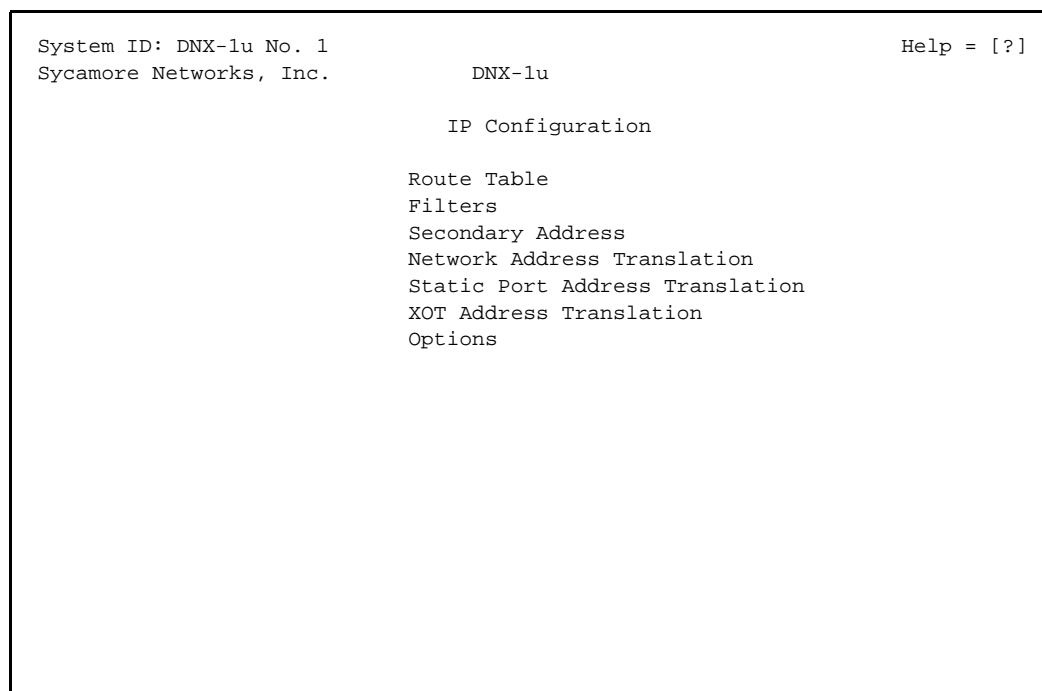 System ID: DNX-1u No. 1 Help = [?]
Sycamore Networks, Inc. DNX-1u
IP Configuration
Route Table
Filters
Secondary Address
Network Address Translation
Static Port Address Translation
XOT Address Translation
Options